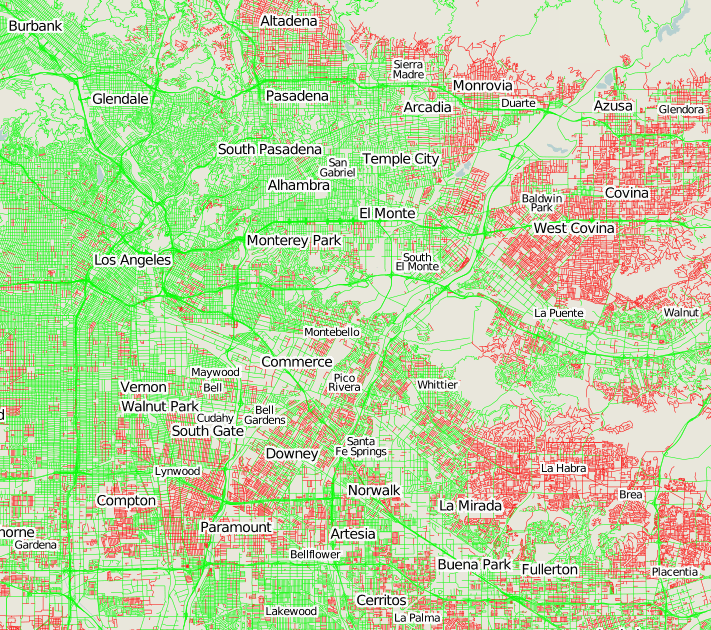 Burbank
Altadena
Sierra
Madre
Monrovia
Glendale
Pasadena
Arcadia
Duarte
Azusa
Glendora
South Pasadena
San
Gabriel
Temple City
Alhambra
Baldwin
Park
Covina
El Monte
West Covina
Monterey Park
Los Angeles
South
El Monte
La Puente
Walnut
Montebello
Commerce
Maywood
Pico
Rivera
Whittier
Vernon
Bell
Walnut Park
d
Cudahy
Bell
Gardens
South Gate
Santa
Fe Springs
Downey
Lynwood
La Habra
Norwalk
Brea
Compton
La Mirada
Paramount
horne
Artesia
Gardena
Bellflower
Buena Park
Fullerton
Placentia
Cerritos
Lakewood
La Palma